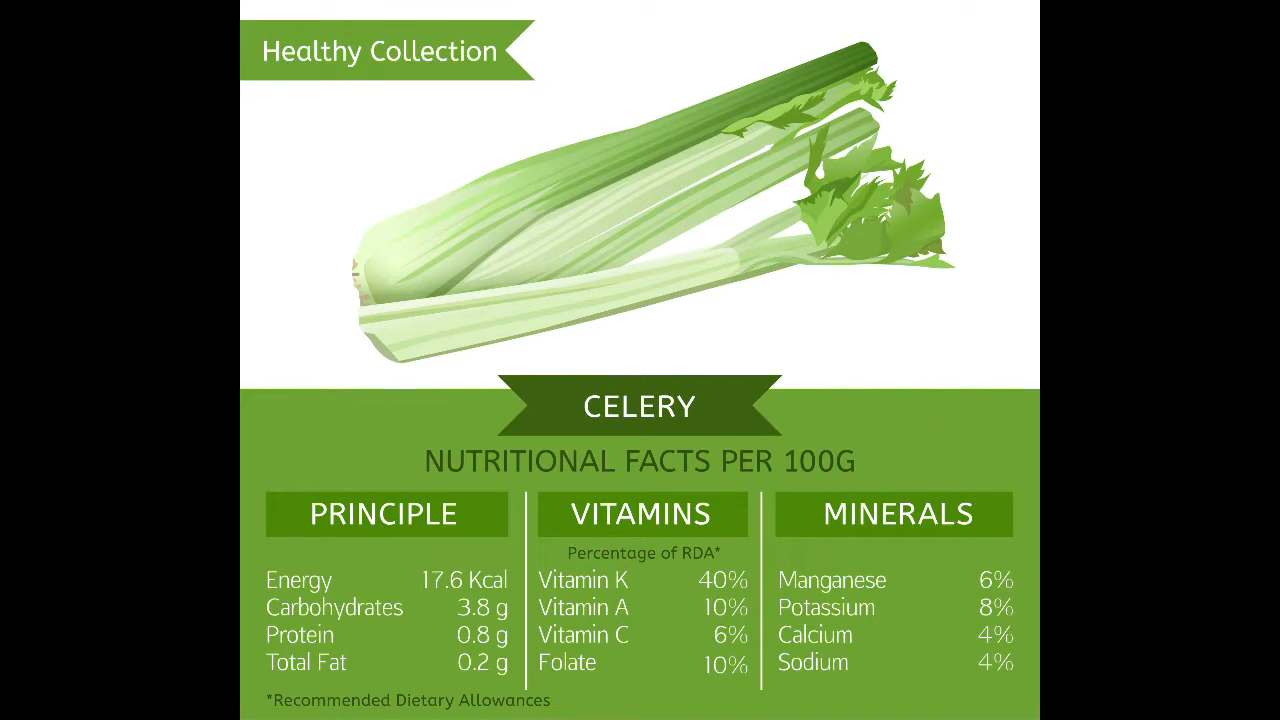 Healthy Collection
CELERY
NUTRITIONAL FACTS PER 100G
PRINCIPLE
Energy 17.6 Kcal
Carbohydrates 3.8 g
Protein 0.8 g
Total Fat 0.2 g
VITAMINS
Percentage of RDA*
Vitamin K 40%
Vitamin A 10%
Vitamin C 6%
Folate 10%
MINERALS
Manganese 6%
Potassium 8%
Calcium 4%
Sodium 4%
*Recommended Dietary Allowances